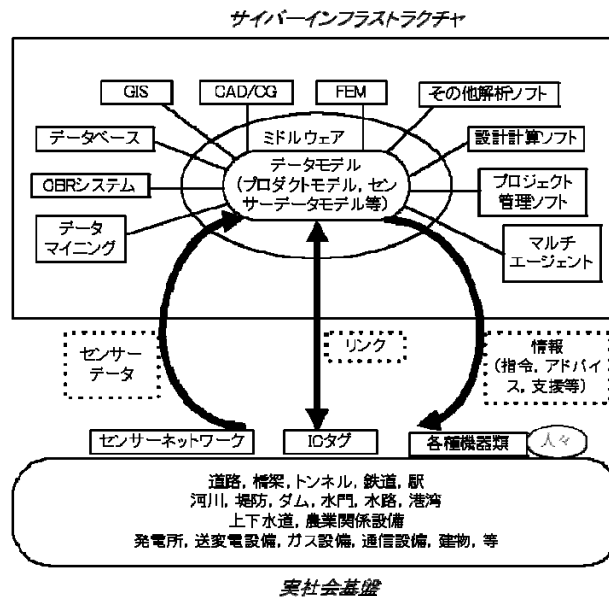 サイバーインフラストラクチャ
GIS
CAD/CG
FEM
その他解析ソフト
データベース
ミドルウェア
設計計算ソフト
データモデル
(プロダクトモデル, セン
サーデータモデル等)
CBRシステム
プロジェクト
管理ソフト
データ
マイニング
マルチ
エージェント
センサー
データ
リンク
情報
(指令, アドバイ
ス, 支援等)
センサーネットワーク
ICタグ
各種機器類
人々
道路, 橋梁, トンネル, 鉄道, 駅
河川, 堤防, ダム, 水門, 水路, 港湾
上下水道, 農業関係設備
発電所, 送変電設備, ガス設備, 通信設備, 建物, 等
実社会基盤